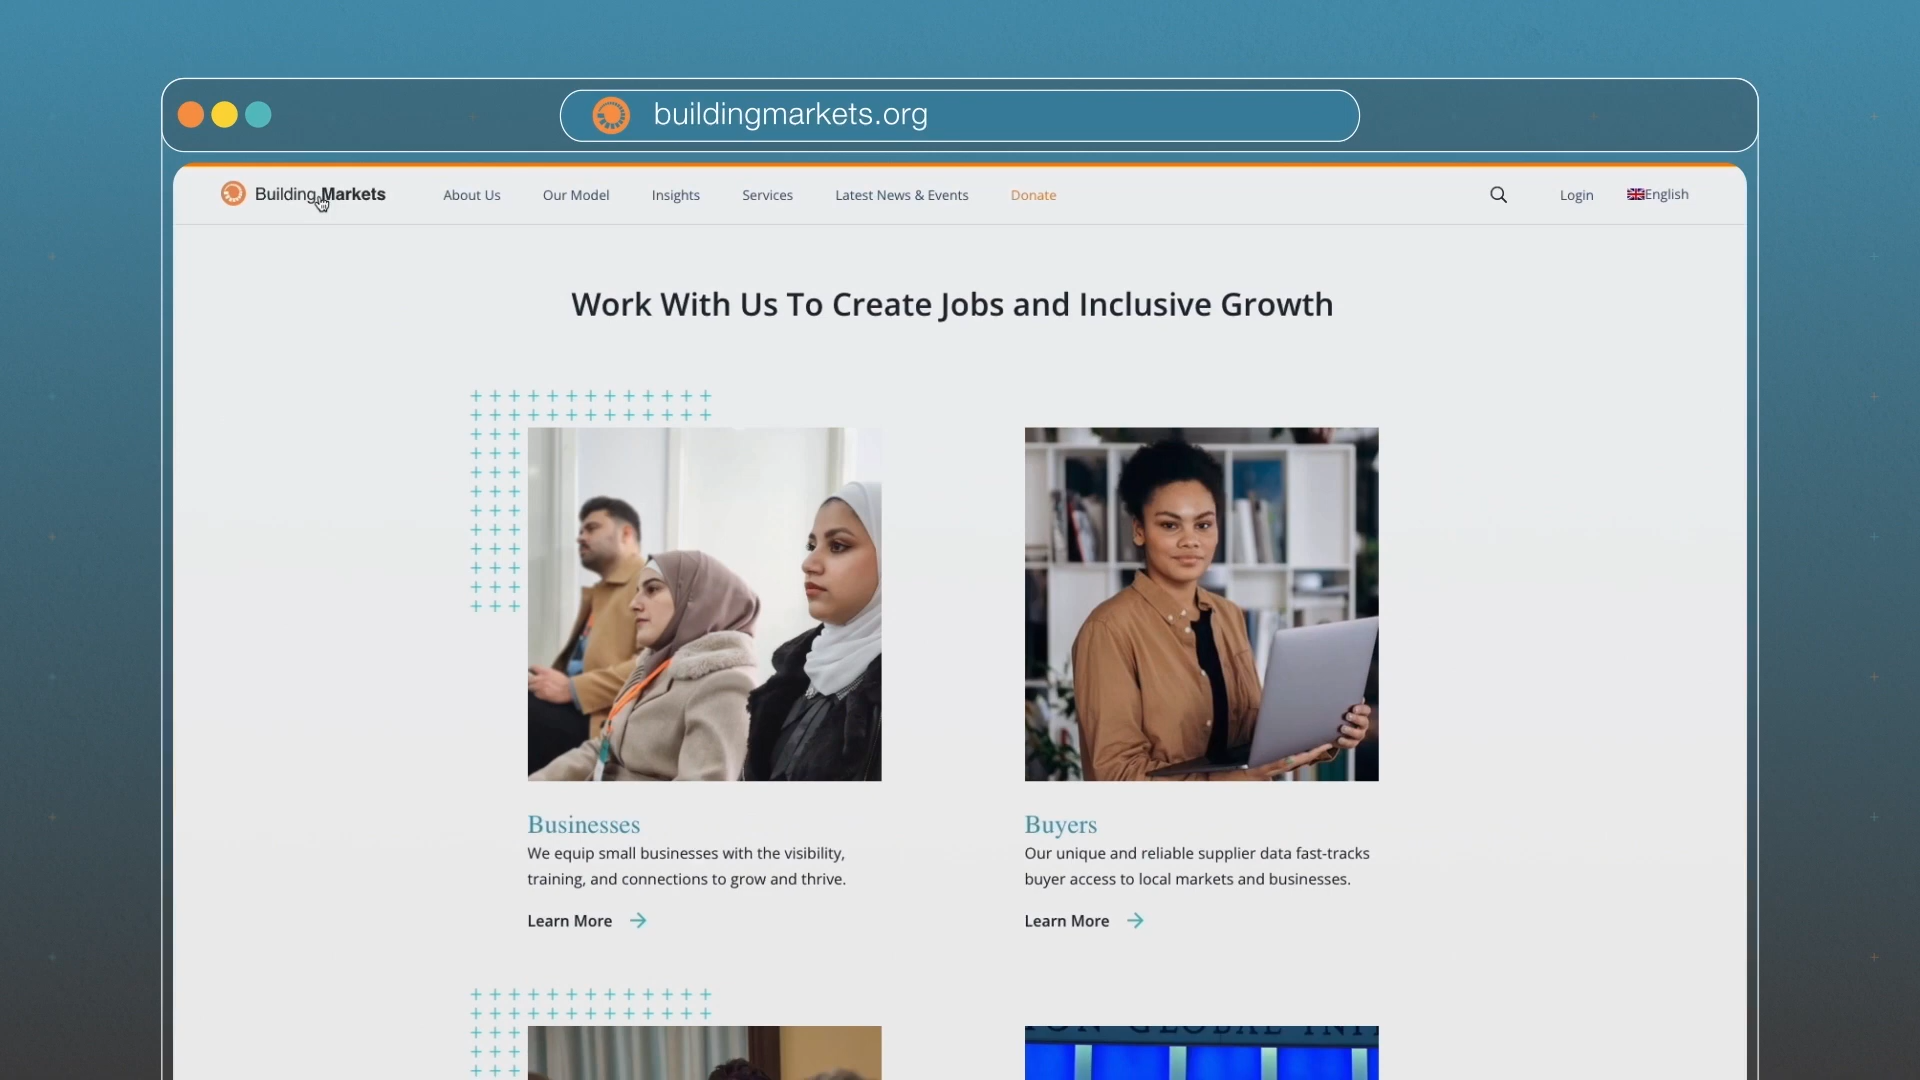 buildingmarkets.org
Building Markets
About Us
Our Model
Insights
Services
Latest News & Events
Donate
Login
English
Work With Us To Create Jobs and Inclusive Growth
Businesses
We equip small businesses with the visibility,
training, and connections to grow and thrive.
Learn More
Buyers
Our unique and reliable supplier data fast-tracks
buyer access to local markets and businesses.
Learn More
GLOBAL